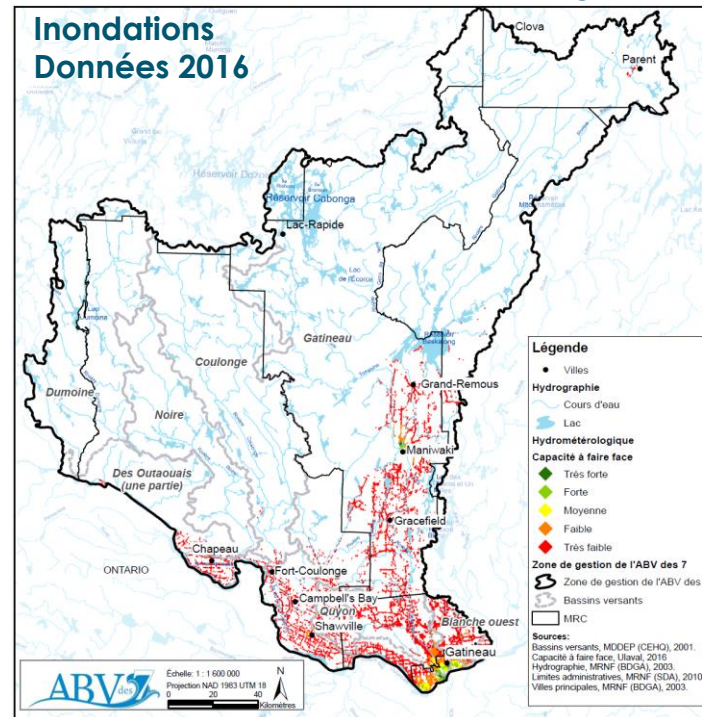 Inondations
Données 2016
Clova
Parent
Réservoir Cabonga
Lac-Rapide
Lac
de l'Écorce
Gatineau
Coulonge
Dumoine
Noire
Grand-Remous
Maniwaki
Des Outaouais
(une partie)
Gracefield
Chapeau
ONTARIO
Fort-Coulonge
Campbell's Bay
Quyon
Shawville
Blanche ouest
Gatineau
Légende
Villes
Hydrographie
Cours d'eau
Lac
Hydrométérologique
Capacité à faire face
Très forte
Forte
Moyenne
Faible
Très faible
Zone de gestion de l'ABV des 7
Zone de gestion de l'ABV des
Bassins versants
MRC
Sources:
Bassins versants, MDDEP (CEHQ), 2001.
Capacité à faire face, Ulaval, 2016
Hydrographie, MRNF (BDGA), 2003.
Limites administratives, MRNF (SDA), 2010
Villes principales, MRNF (BDGA), 2003.
ABV des 7
Échelle: 1 : 1 600 000
Projection NAD 1983 UTM 18
0 20 40
Kilomètres
N